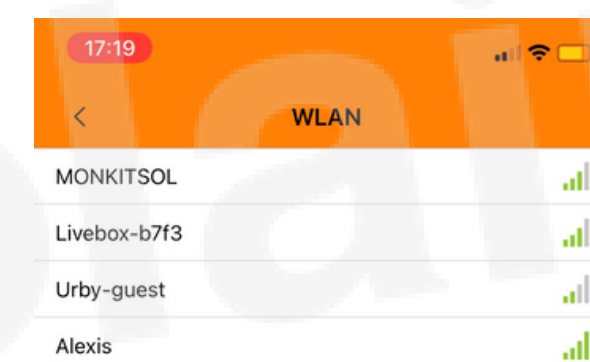 17:19
WLAN
MONKITSOL
Livebox-b7f3
Urby-guest
Alexis